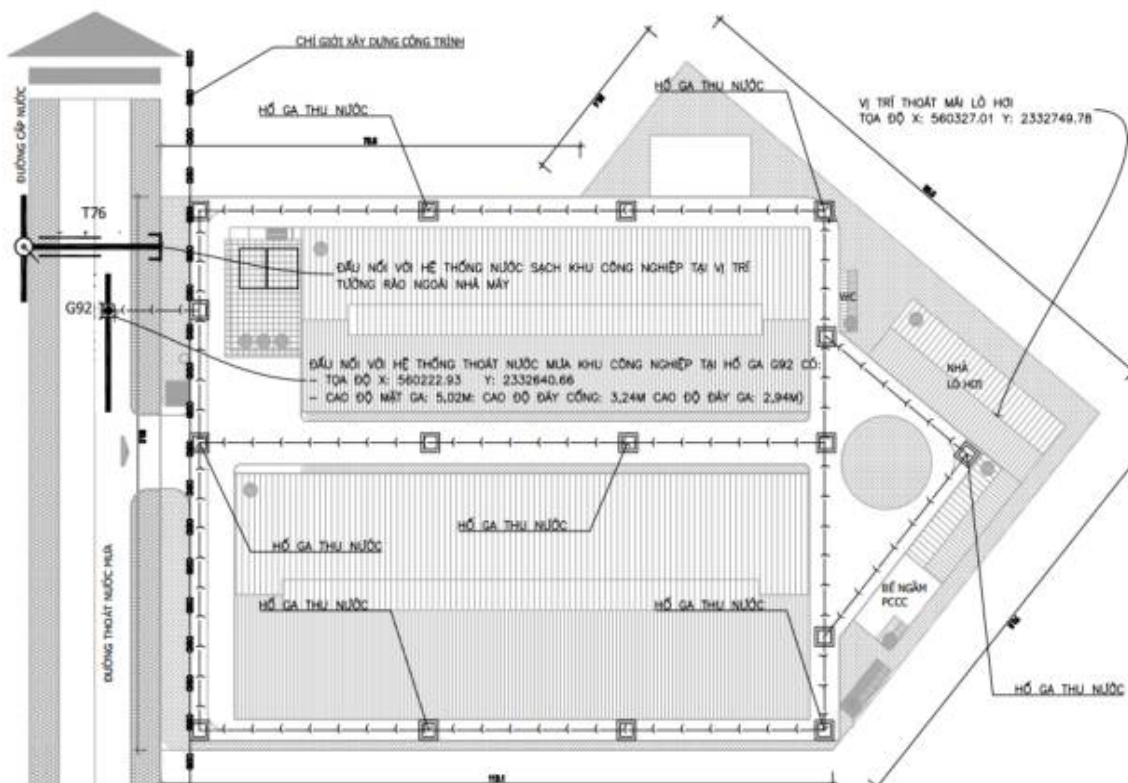 CHỈ GIỚI XÂY DỰNG CÔNG TRÌNH
HỐ GA THU NƯỚC
HỐ GA THU NƯỚC
VỊ TRÍ THOÁT MÁI LÒ HƠI
TỌA ĐỘ X: 560327.01 Y: 2332749.78
ĐƯỜNG CẤP NƯỚC
T76
ĐẤU NỐI VỚI HỆ THỐNG NƯỚC SẠCH KHU CÔNG NGHIỆP TẠI VỊ TRÍ
TƯỜNG RÀO NGOÀI NHÀ MÁY
WC
G92
ĐẤU NỐI VỚI HỆ THỐNG THOÁT NƯỚC MƯA KHU CÔNG NGHIỆP TẠI HỐ GA G92 CÓ:
- TỌA ĐỘ X: 560222.93 Y: 2332640.66
- CAO ĐỘ MẶT GA: 5,02M: CAO ĐỘ ĐÁY CỐNG: 3,24M CAO ĐỘ ĐÁY GA: 2,94M)
NHÀ
LÒ HƠI
HỐ GA THU NƯỚC
HỐ GA THU NƯỚC
ĐƯỜNG THOÁT NƯỚC MƯA
HỐ GA THU NƯỚC
HỐ GA THU NƯỚC
BỂ NGẦM
PCCC
HỐ GA THU NƯỚC